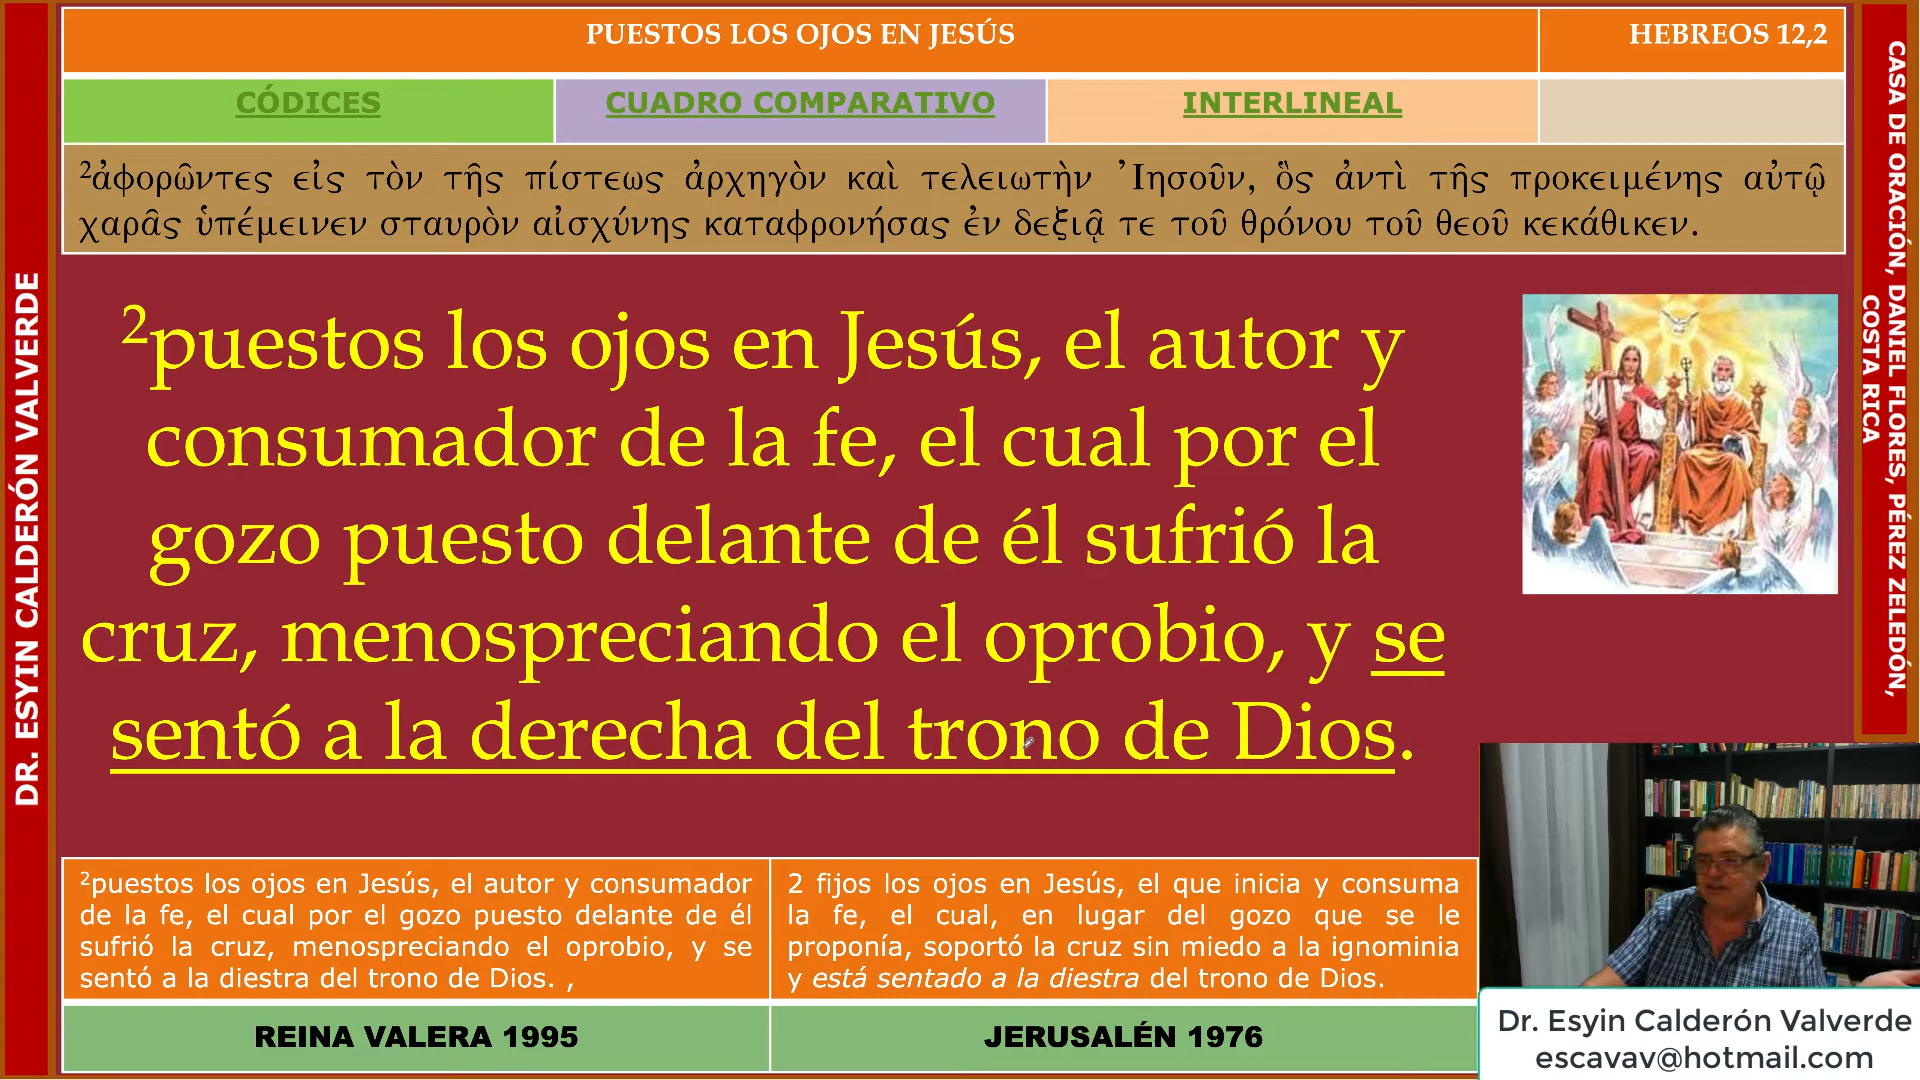 PUESTOS LOS OJOS EN JESÚS
HEBREOS 12,2
CÓDICES
CUADRO COMPARATIVO
INTERLINEAL
²ἀφορῶντες εἰς τὸν τῆς πίστεως ἀρχηγὸν καὶ τελειωτὴν Ἰησοῦν, ὃς ἀντὶ τῆς προκειμένης αὐτῷ
χαρᾶς ὑπέμεινεν σταυρὸν αἰσχύνης καταφρονήσας ἐν δεξιᾷ τε τοῦ θρόνου τοῦ θεοῦ κεκάθικεν.
²puestos los ojos en Jesús, el autor y
consumador de la fe, el cual por el
gozo puesto delante de él sufrió la
cruz, menospreciando el oprobio, y se
sentó a la derecha del trono de Dios.
²puestos los ojos en Jesús, el autor y consumador
de la fe, el cual por el gozo puesto delante de él
sufrió la cruz, menospreciando el oprobio, y se
sentó a la diestra del trono de Dios. ,
2 fijos los ojos en Jesús, el que inicia y consuma
la fe, el cual, en lugar del gozo que se le
proponía, soportó la cruz sin miedo a la ignominia
y está sentado a la diestra del trono de Dios.
REINA VALERA 1995
JERUSALÉN 1976
DR. ESYIN CALDERÓN VALVERDE
CASA DE ORACIÓN, DANIEL FLORES, PÉREZ ZELEDÓN,
COSTA RICA
Dr. Esyin Calderón Valverde
escavav@hotmail.com